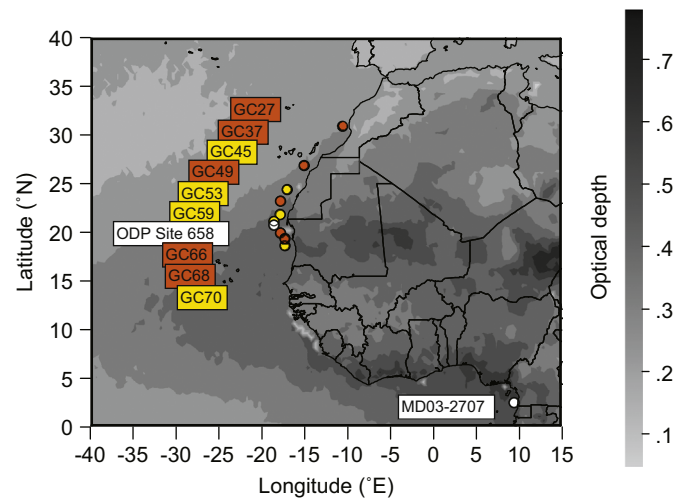 40
35
30
25
20
15
10
5
0
Latitude (˚N)
GC27
GC37
GC45
GC49
GC53
GC59
ODP Site 658
GC66
GC68
GC70
MD03-2707
-40 -35 -30 -25 -20 -15 -10 -5 0 5 10 15
Longitude (˚E)
.7
.6
.5
.4
.3
.2
.1
Optical depth